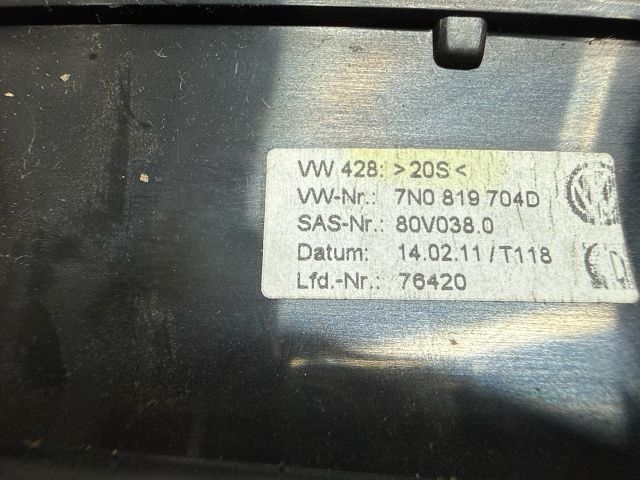 VW 428: >20S<
VW-Nr.: 7N0 819 704D
SAS-Nr.: 80V038.0
Datum: 14.02.11/T118
Lfd.-Nr.: 76420